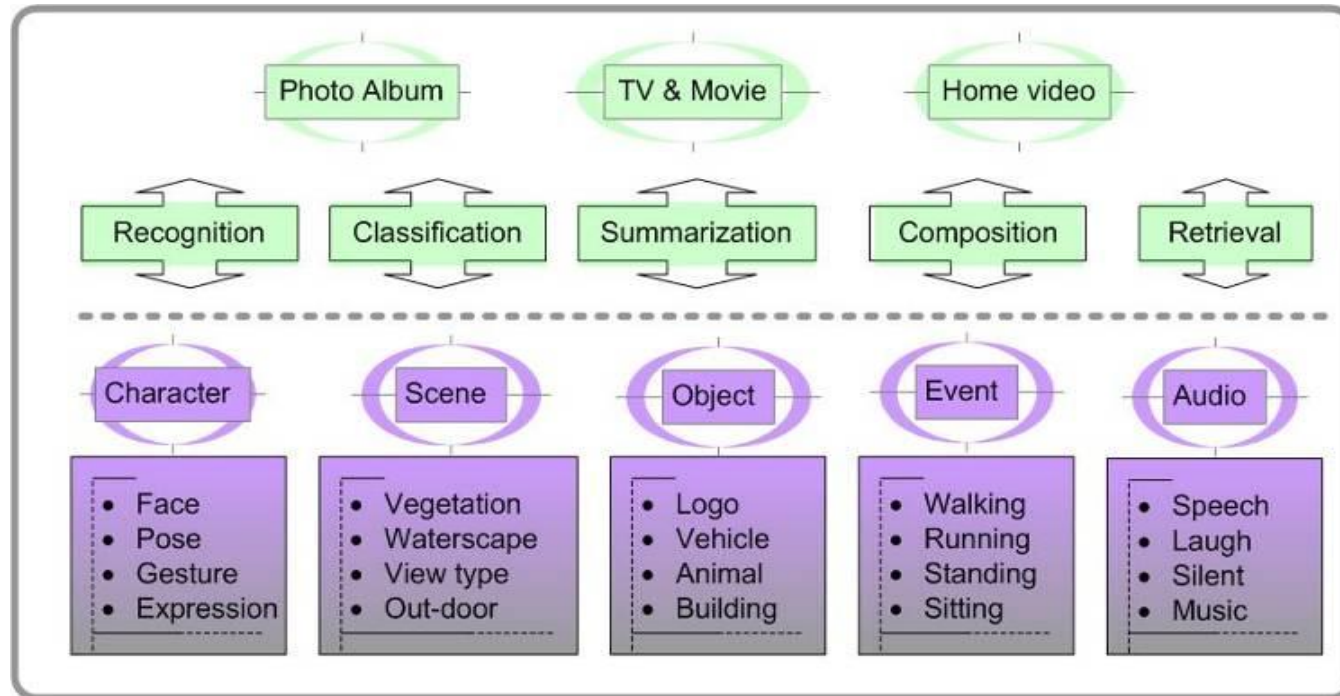 Photo Album
TV & Movie
Home video
Recognition
Classification
Summarization
Composition
Retrieval
Character
Scene
Object
Event
Audio
• Face
• Pose
• Gesture
• Expression
• Vegetation
• Waterscape
• View type
• Out-door
• Logo
• Vehicle
• Animal
• Building
• Walking
• Running
• Standing
• Sitting
• Speech
• Laugh
• Silent
• Music